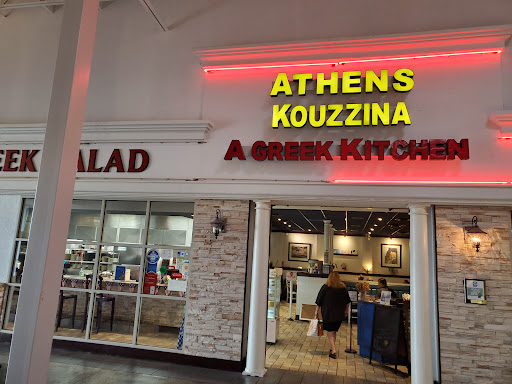 ATHENS
KOUZZINA
A GREEK KITCHEN
EEK SALAD